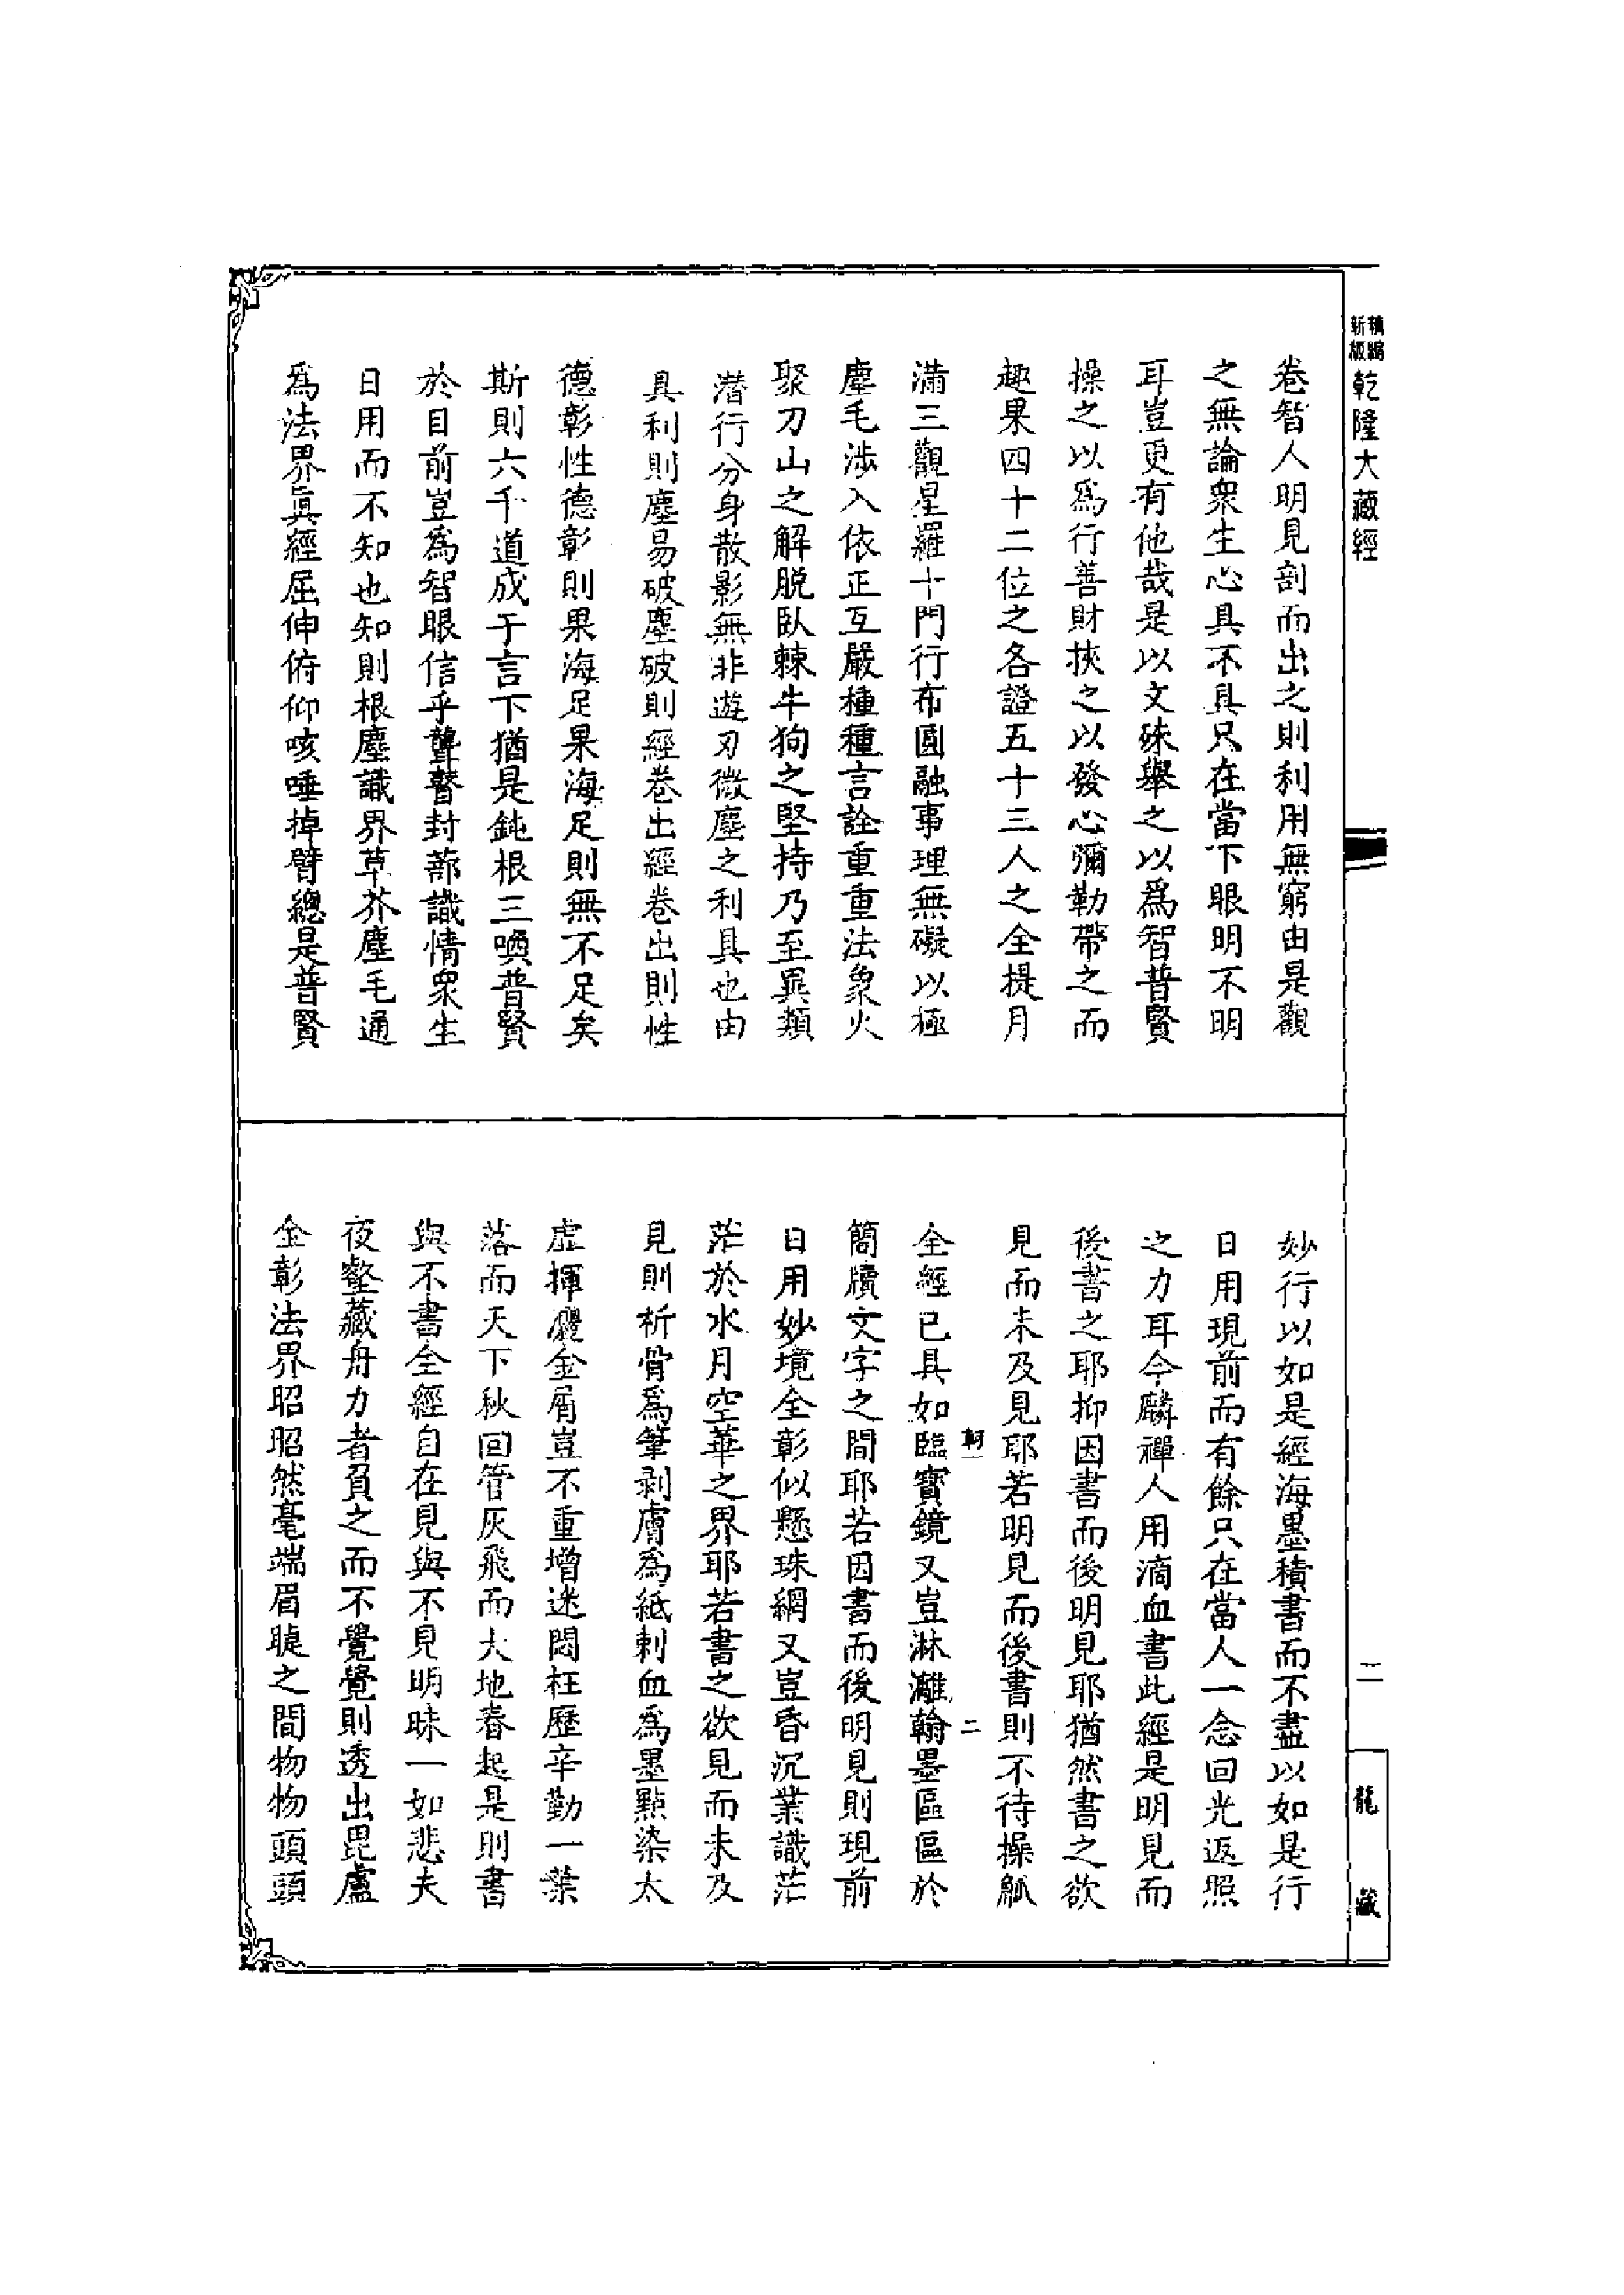 新編縮版乾隆大藏經
卷智人明見剖而出之則利用無窮由是觀
之無論衆生心具不具只在當下眼明不明
耳豈更有他哉是以文殊舉之以爲智普賢
操之以爲行善財挾之以發心彌勒帶之而
趣果四十二位之各證五十三人之全提月
滿三觀星羅十門行布圓融事理無礙以極
塵毛涉入依正互嚴種種言詮重重法象火
聚刀山之解脱臥棘牛狗之堅持乃至異類
潛行分身散影無非遊刃微塵之利具也由
具利則塵易破塵破則經卷出經卷出則性
德彰性德彰則果海足果海足則無不足矣
斯則六千道成于言下猶是鈍根三喚普賢
於目前豈爲智眼信乎聾瞽封蔀識情衆生
日用而不知也知則根塵識界草芥塵毛通
爲法界眞經屈伸俯仰咳唾掉臂總是普賢
妙行以如是經海墨積書而不盡以如是行
日用現前而有餘只在當人一念回光返照
之力耳今麟禪人用滴血書此經是明見而
後書之耶抑因書而後明見耶猶然書之欲
見而未及見耶若明見而後書則不待操觚
全經已具如臨寶鏡又豈淋漓翰墨區區於
簡牘文字之間耶若因書而後明見則現前
日用妙境全彰似懸珠網又豈昏沉業識茫
茫於水月空華之界耶若書之欲見而未及
見則析骨爲筆剥膚爲紙刺血爲墨點染太
虛揮灑金屑豈不重增迷悶枉歷辛勤一葉
落而天下秋回管灰飛而大地春起是則書
與不書全經自在見與不見明昧一如悲夫
夜壑藏舟力者負之而不覺覺則透出毘盧
金彰法界昭昭然毫端眉睫之間物物頭頭
二
二
龍藏